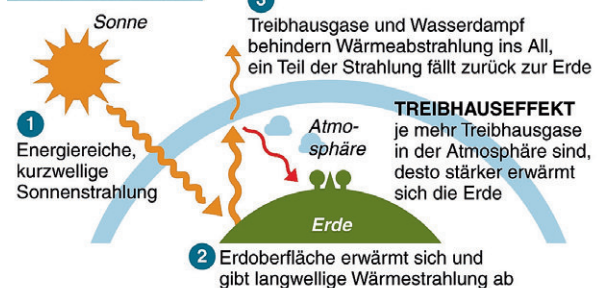 Sonne
3
Treibhausgase und Wasserdampf
behindern Wärmeabstrahlung ins All,
ein Teil der Strahlung fällt zurück zur Erde
1
Energiereiche,
kurzwellige
Sonnenstrahlung
Atmo-
sphäre
TREIBHAUSEFFEKT
je mehr Treibhausgase
in der Atmosphäre sind,
desto stärker erwärmt
sich die Erde
Erde
2 Erdoberfläche erwärmt sich und
gibt langwellige Wärmestrahlung ab